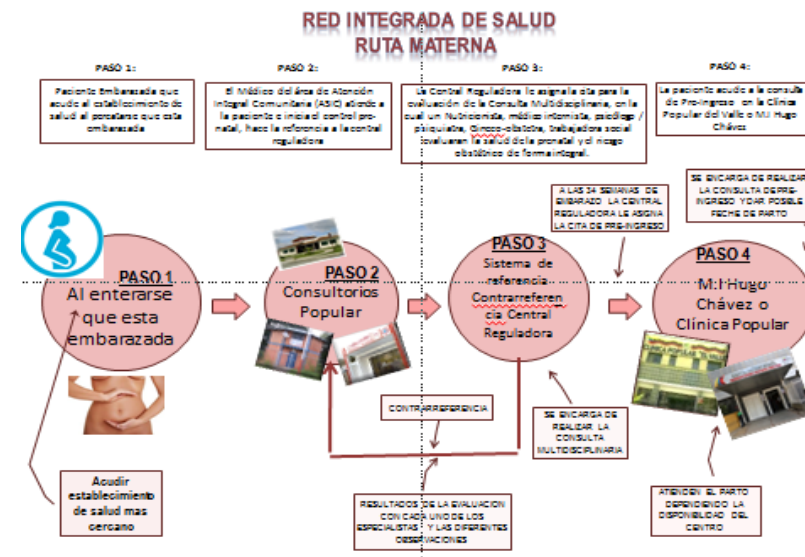 RED INTEGRADA DE SALUD
RUTA MATERNA
PASO 1:
Paciente Embarazada que
acude al establecimiento de
salud al percatarse que esta
embarazada
PASO 2:
El Médico del área de Atención
Integral Comunitaria (ASIC) atiende a
la paciente e inicia el control pre-
natal, hace la referencia a la central
reguladora
PASO 3:
La Central Reguladora le asigna la cita para la
evaluación de la Consulta Multidisciplinaria, en la
cual un Nutricionista, médico internista, psicólogo /
psiquiatra, Gineco-obstetra, trabajadora social
evaluaran la salud de la prenatal y el riesgo
obstétrico de forma integral.
PASO 4:
La paciente acude a la consulta
de Pre-Ingreso en la Clínica
Popular del Valle o M.I Hugo
Chávez
A LAS 34 SEMANAS DE
EMBARAZO LA CENTRAL
REGULADORA LE ASIGNA
LA CITA DE PRE-INGRESO
SE ENCARGA DE REALIZAR
LA CONSULTA DE PRE-
INGRESO Y DAR POSIBLE
FECHE DE PARTO
PASO 1
Al enterarse
que esta
embarazada
PASO 2
Consultorios
Popular
PASO 3
Sistema de
referencia
Contrarreferen
cia Central
Reguladora
PASO 4
M.I Hugo
Chávez o
Clínica Popular
CLINICA POPULAR
CONTRARREFERENCIA
SE ENCARGA DE
REALIZAR LA
CONSULTA
MULTIDISCIPLINARIA
Acudir
establecimiento
de salud mas
cercano
RESULTADOS DE LA EVALUACION
CON CADA UNO DE LOS
ESPECIALISTAS Y LAS DIFERENTES
OBSERVACIONES
ATIENDEN EL PARTO
DEPENDIENDO LA
DISPONIBLIDAD DEL
CENTRO